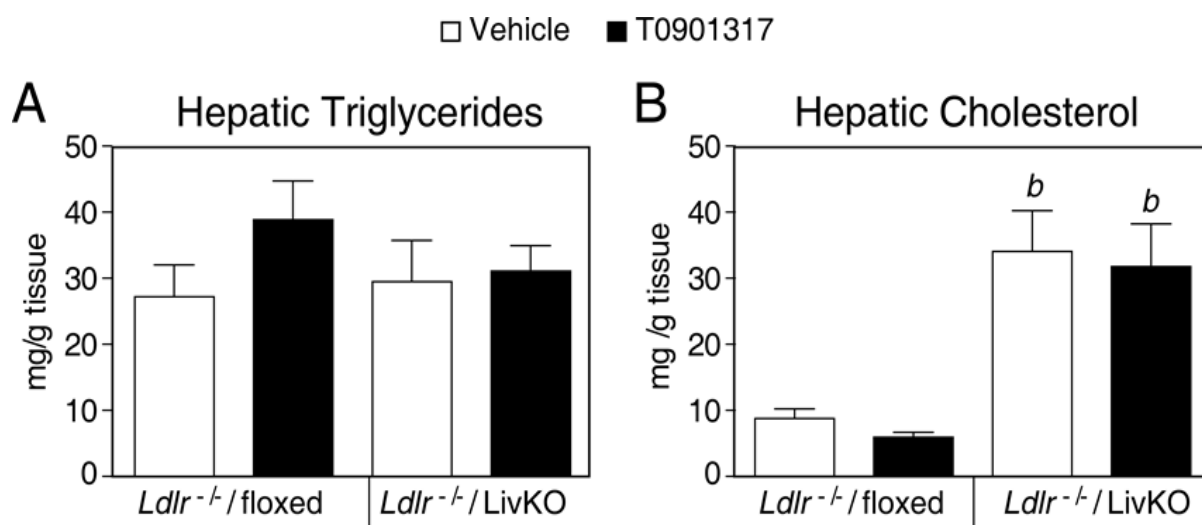 Vehicle T0901317
A
Hepatic Triglycerides
50
40
30
20
10
0
mg/g tissue
Ldlr -/-/floxed
Ldlr -/-/LivKO
B
Hepatic Cholesterol
50
40
30
20
10
0
mg /g tissue
b
b
Ldlr -/-/floxed
Ldlr -/-/LivKO